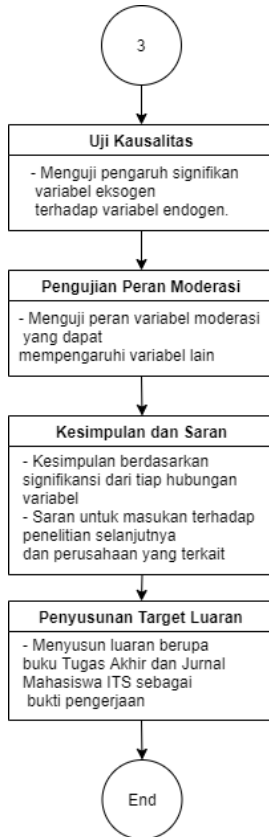 3
Uji Kausalitas
- Menguji pengaruh signifikan
variabel eksogen
terhadap variabel endogen.
Pengujian Peran Moderasi
- Menguji peran variabel moderasi
yang dapat
mempengaruhi variabel lain
Kesimpulan dan Saran
- Kesimpulan berdasarkan
signifikansi dari tiap hubungan
variabel
- Saran untuk masukan terhadap
penelitian selanjutnya
dan perusahaan yang terkait
Penyusunan Target Luaran
- Menyusun luaran berupa
buku Tugas Akhir dan Jurnal
Mahasiswa ITS sebagai
bukti pengerjaan
End